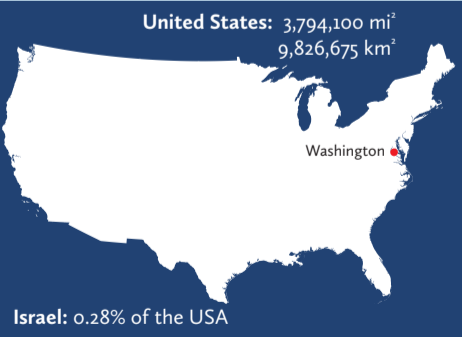 United States: 3,794,100 mi²
9,826,675 km²
Washington
Israel: 0.28% of the USA